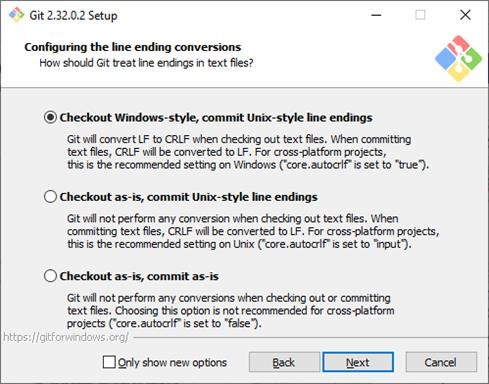 Git 2.32.0.2 Setup
Configuring the line ending conversions
How should Git treat line endings in text files?
Checkout Windows-style, commit Unix-style line endings
Git will convert LF to CRLF when checking out text files. When committing
text files, CRLF will be converted to LF. For cross-platform projects,
this is the recommended setting on Windows ("core.autocrlf" is set to "true").
Checkout as-is, commit Unix-style line endings
Git will not perform any conversion when checking out text files. When
committing text files, CRLF will be converted to LF. For cross-platform projects,
this is the recommended setting on Unix ("core.autocrlf" is set to "input").
Checkout as-is, commit as-is
Git will not perform any conversions when checking out or committing
text files. Choosing this option is not recommended for cross-platform
projects ("core.autocrlf" is set to "false").
https://gitforwindows.org/
Only show new options
Back
Next
Cancel